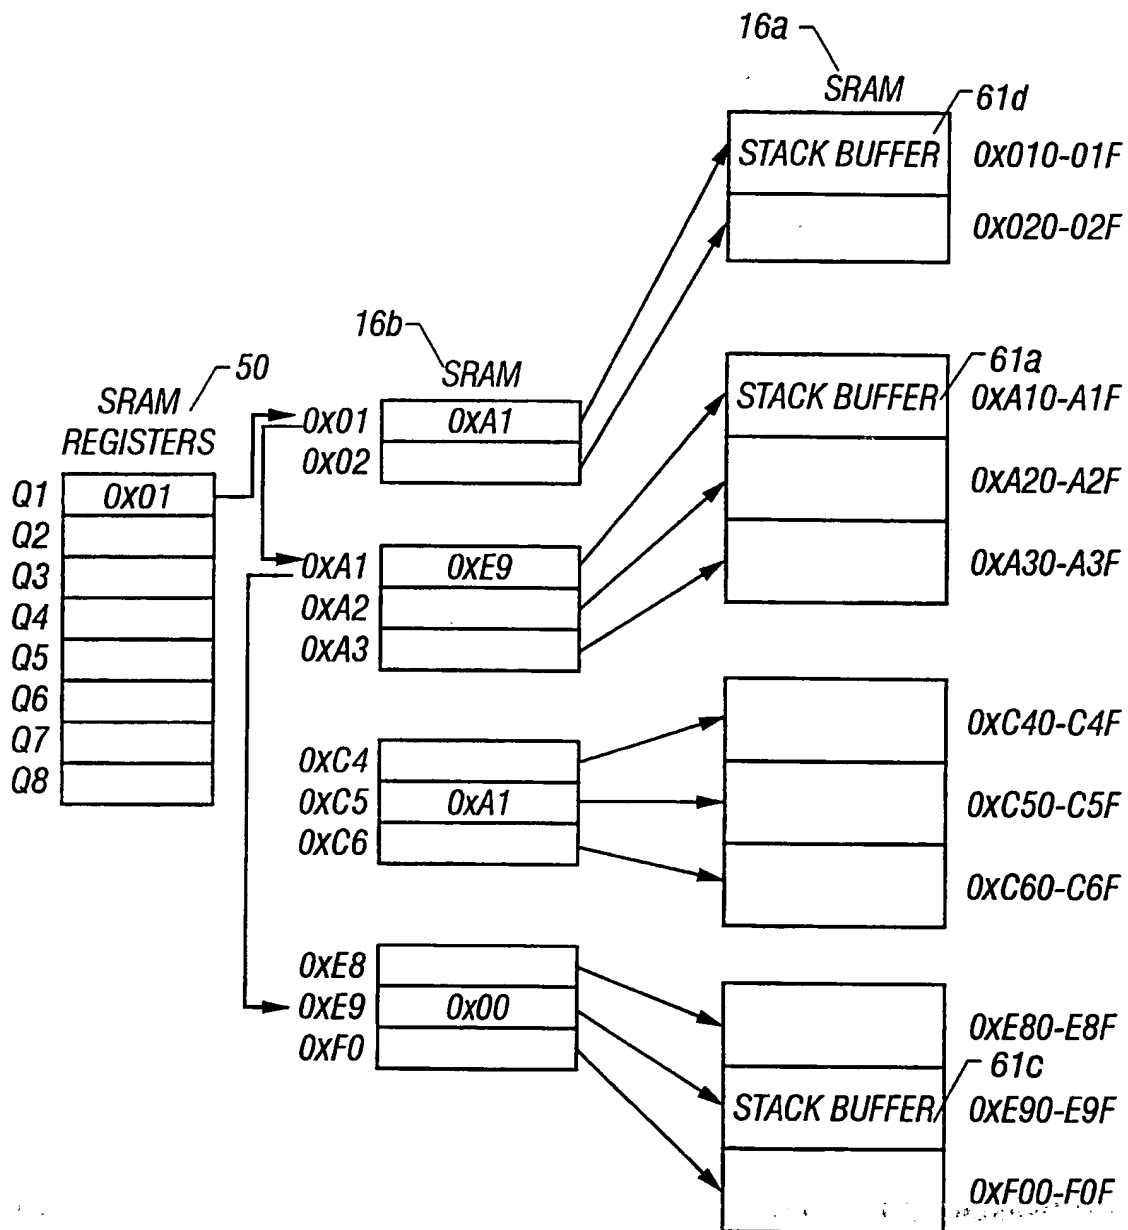 16a
SRAM
61d
STACK BUFFER 0x010-01F
0x020-02F
16b
SRAM
50
SRAM
REGISTERS
61a
STACK BUFFER 0xA10-A1F
0xA20-A2F
0xA30-A3F
0x01 0xA1
0x02
Q1 0x01
Q2
Q3
Q4
Q5
Q6
Q7
Q8
0xA1 0xE9
0xA2
0xA3
0xC4
0xC5 0xA1
0xC6
0xC40-C4F
0xC50-C5F
0xC60-C6F
0xE8
0xE9 0x00
0xF0
0xE80-E8F
61c
STACK BUFFER 0xE90-E9F
0xF00-F0F